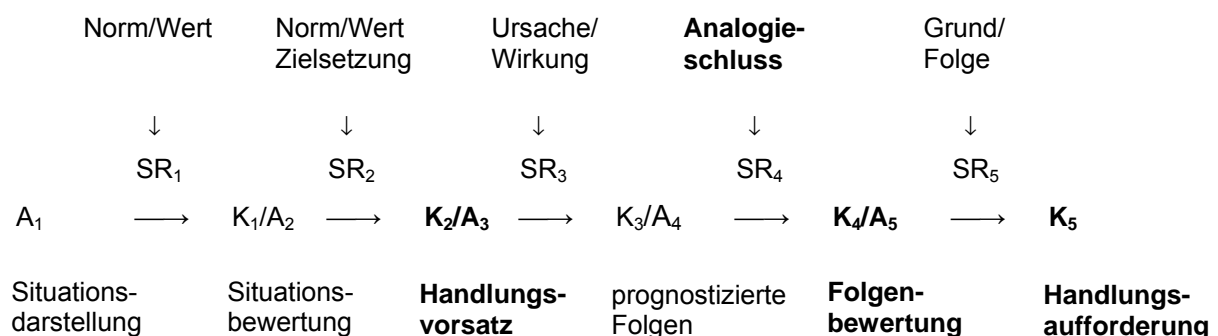 Norm/Wert Norm/Wert Ursache/ Analogie- Grund/
Zielsetzung Wirkung schluss Folge
↓ ↓ ↓ ↓ ↓
SR₁ SR₂ SR₃ SR₄ SR₅
A₁ ⟶ K₁/A₂ ⟶ K₂/A₃ ⟶ K₃/A₄ ⟶ K₄/A₅ ⟶ K₅
Situations- Situations- Handlungs- prognostizierte Folgen- Handlungs-
darstellung bewertung vorsatz Folgen bewertung aufforderung